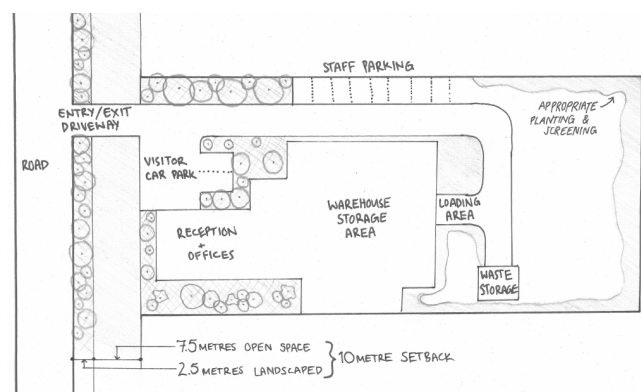 STAFF PARKING
APPROPRIATE
PLANTING &
SCREENING
ENTRY/EXIT
DRIVEWAY
ROAD
VISITOR
CAR PARK
WAREHOUSE
STORAGE
AREA
LOADING
AREA
RECEPTION
+
OFFICES
WASTE
STORAGE
7.5 METRES OPEN SPACE
2.5 METRES LANDSCAPED
10 METRE SETBACK